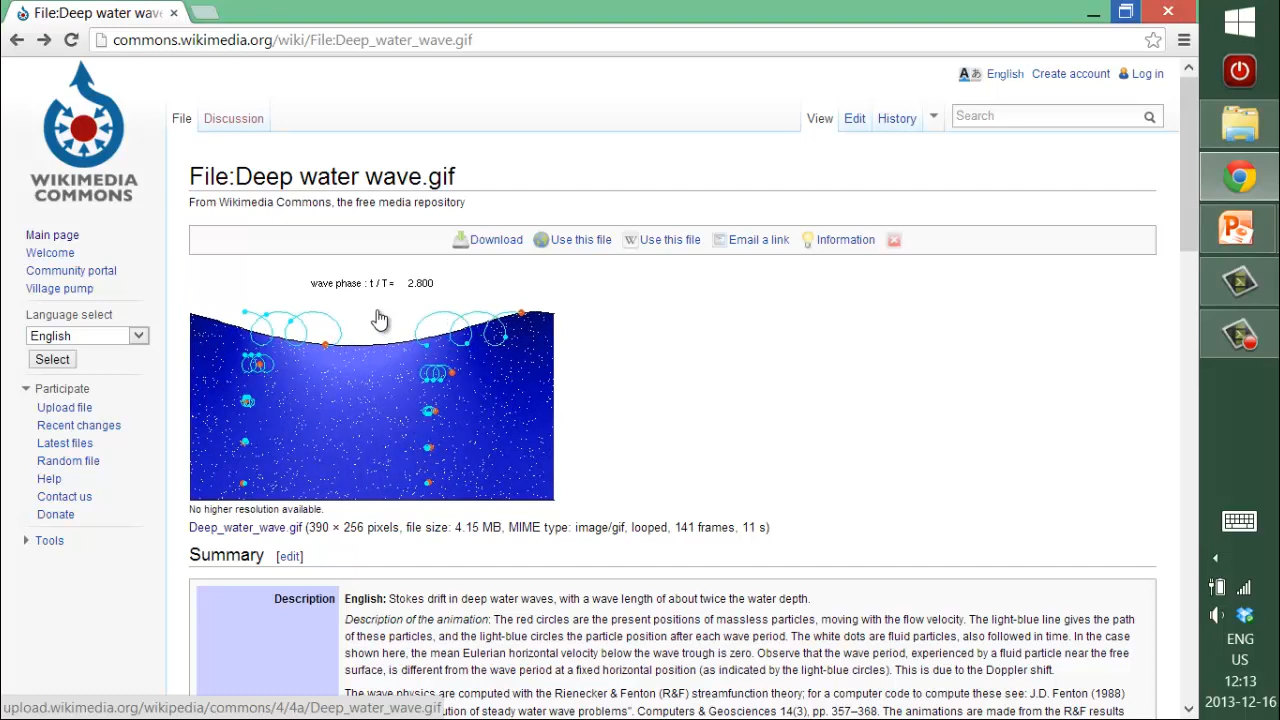 File:Deep water wav
commons.wikimedia.org/wiki/File:Deep_water_wave.gif
English Create account Log in
File Discussion View Edit History Search
WIKIMEDIA
COMMONS
File:Deep water wave.gif
From Wikimedia Commons, the free media repository
Main page
Welcome
Community portal
Village pump
Language select
English
Select
Participate
Upload file
Recent changes
Latest files
Random file
Help
Contact us
Donate
Tools
Download Use this file W Use this file Email a link Information
wave phase : t / T = 2.800
No higher resolution available.
Deep_water_wave.gif (390 × 256 pixels, file size: 4.15 MB, MIME type: image/gif, looped, 141 frames, 11 s)
Summary [edit]
Description
English: Stokes drift in deep water waves, with a wave length of about twice the water depth.
Description of the animation: The red circles are the present positions of massless particles, moving with the flow velocity. The light-blue line gives the path
of these particles, and the light-blue circles the particle position after each wave period. The white dots are fluid particles, also followed in time. In the case
shown here, the mean Eulerian horizontal velocity below the wave trough is zero. Observe that the wave period, experienced by a fluid particle near the free
surface, is different from the wave period at a fixed horizontal position (as indicated by the light-blue circles). This is due to the Doppler shift.
The wave physics are computed with the Rienecker & Fenton (R&F) streamfunction theory; for a computer code to compute these see: J.D. Fenton (1988)
ution of steady water wave problems". Computers & Geosciences 14(3), pp. 357–368. The animations are made from the R&F results
upload.wikimedia.org/wikipedia/commons/4/4a/Deep_water_wave.gif
ENG
US
12:13
2013-12-16